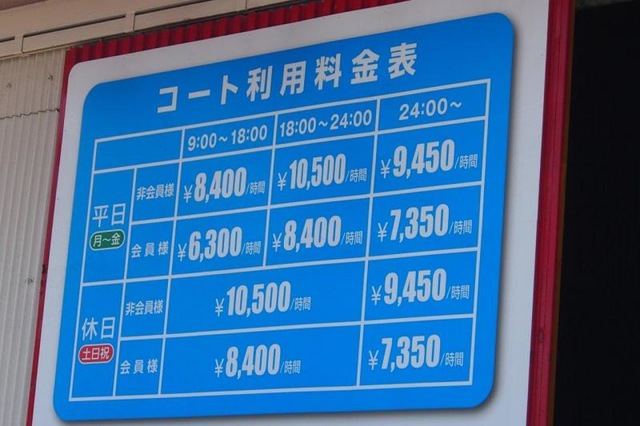 コート利用料金表
9:00～18:00 18:00～24:00 24:00～
平日 月～金
非会員様 ¥8,400/時間 ¥10,500/時間 ¥9,450/時間
会員様 ¥6,300/時間 ¥8,400/時間 ¥7,350/時間
休日 土日祝
非会員様 ¥10,500/時間 ¥9,450/時間
会員様 ¥8,400/時間 ¥7,350/時間